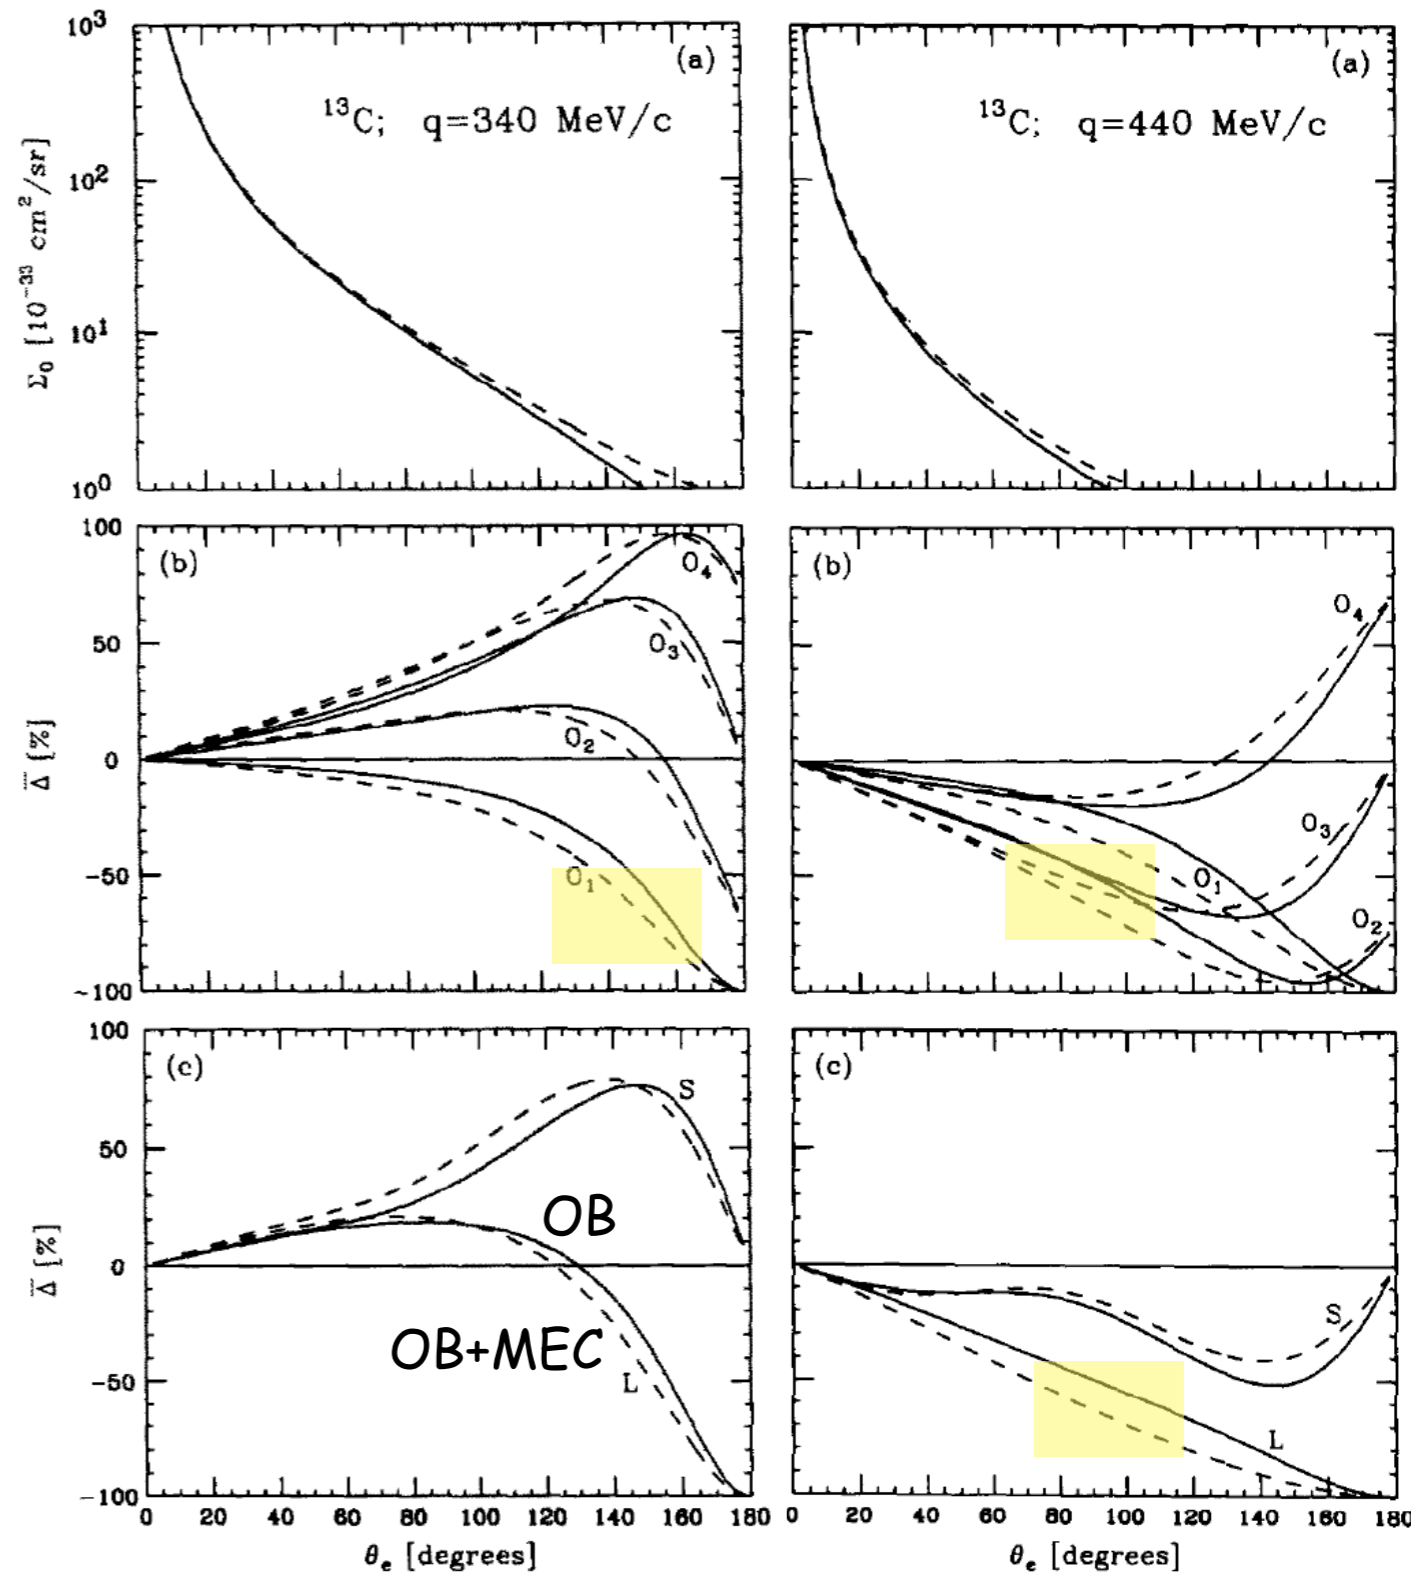 10³
10²
10¹
10⁰
Σ₀ [10⁻³³ cm²/sr]
(a)
¹³C; q=340 MeV/c
(a)
¹³C; q=440 MeV/c
100
50
0
-50
-100
Δ̅ [%]
(b)
O₄
O₃
O₂
O₁
(b)
O₄
O₃
O₁
O₂
100
50
0
-50
-100
Δ̅ [%]
(c)
S
OB
OB+MEC
L
(c)
S
L
0 20 40 60 80 100 120 140 160 180
θₑ [degrees]
0 20 40 60 80 100 120 140 160 180
θₑ [degrees]